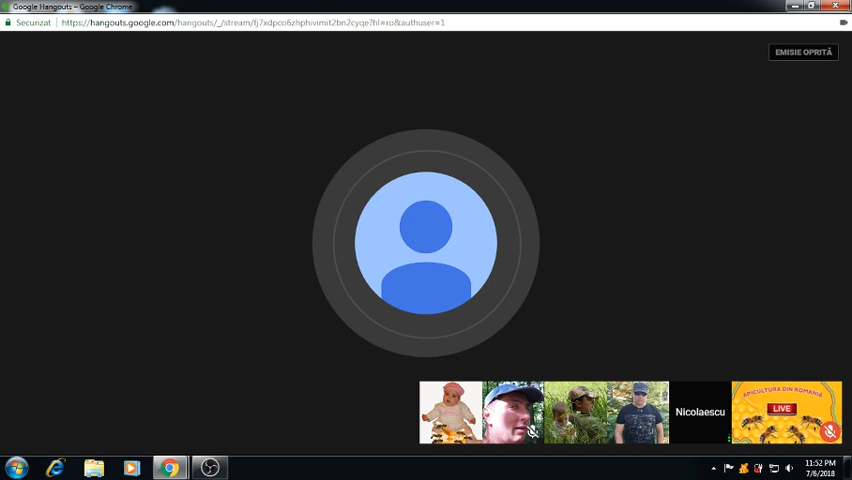 Google Hangouts - Google Chrome
Securizat
https://hangouts.google.com/hangouts/_/stream/fj7xdpco6zhphivimit2bn2cyqe?hl=ro&authuser=1
EMISIE OPRITĂ
Nicolaescu
APICULTURA DIN ROMANIA
LIVE
11:52 PM
7/6/2018